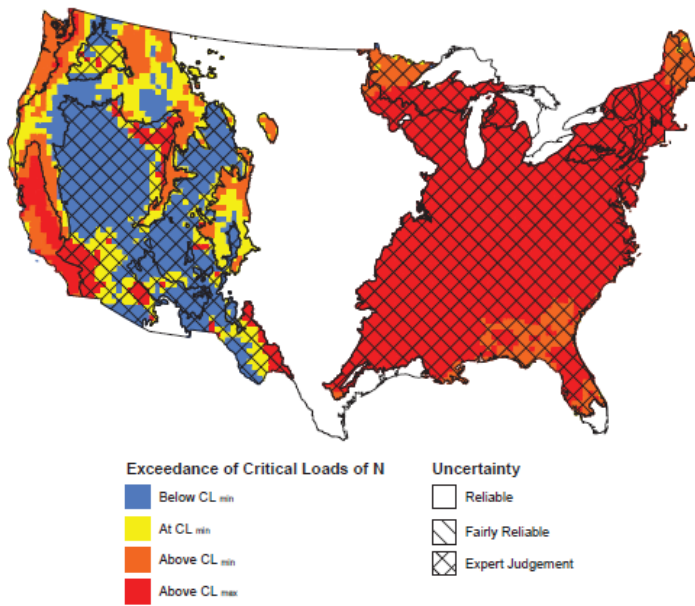 Exceedance of Critical Loads of N
Below CL min
At CL min
Above CL min
Above CL max
Uncertainty
Reliable
Fairly Reliable
Expert Judgement